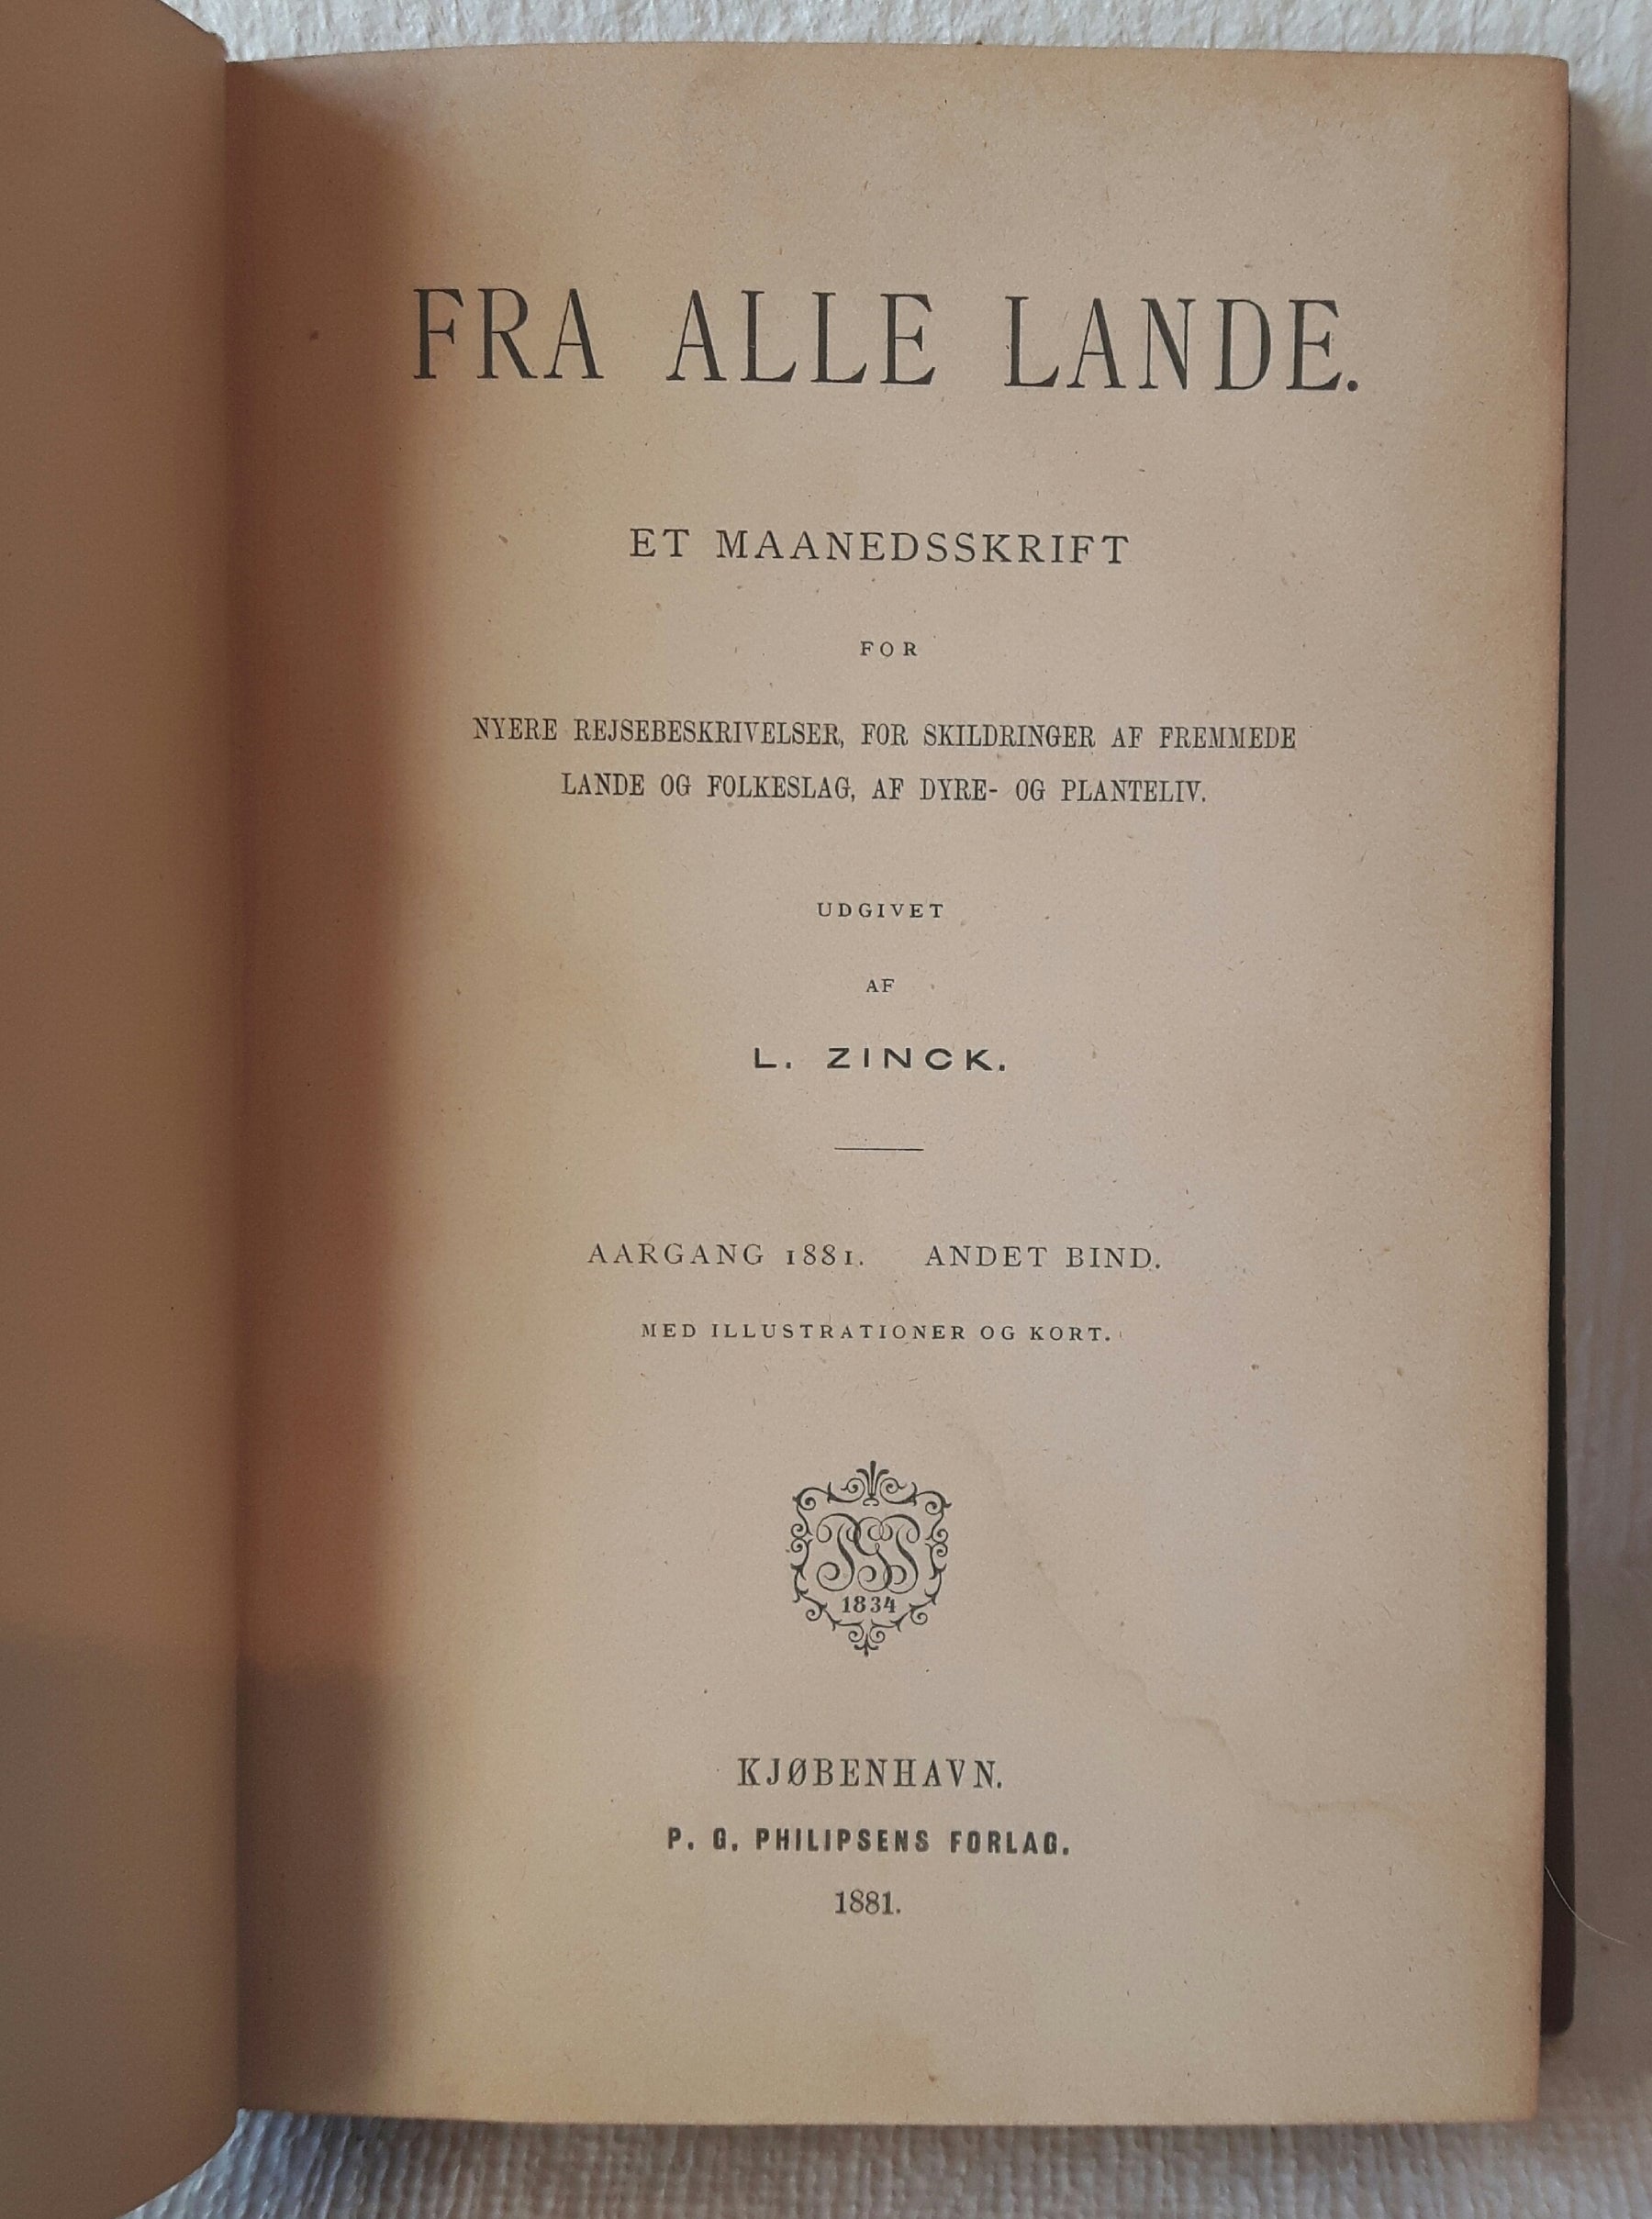 FRA ALLE LANDE.
ET MAANEDSSKRIFT
FOR
NYERE REJSEBESKRIVELSER, FOR SKILDRINGER AF FREMMEDE
LANDE OG FOLKESLAG, AF DYRE- OG PLANTELIV.
UDGIVET
AF
L. ZINCK.
AARGANG 1881. ANDET BIND.
MED ILLUSTRATIONER OG KORT.
PGP
1834
KJØBENHAVN.
P. G. PHILIPSENS FORLAG.
1881.